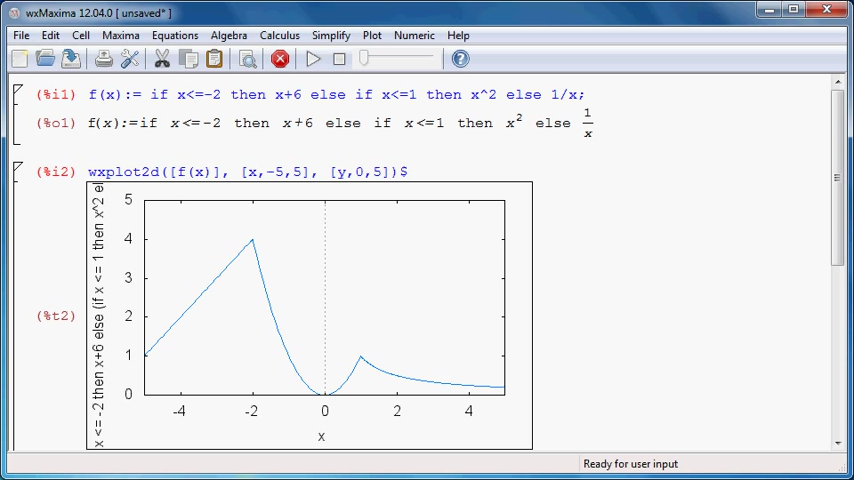 wxMaxima 12.04.0 [ unsaved* ]
File Edit Cell Maxima Equations Algebra Calculus Simplify Plot Numeric Help
(%i1) f(x):= if x<=-2 then x+6 else if x<=1 then x^2 else 1/x;
(%o1) f(x):=if x<=-2 then x+6 else if x<=1 then x² else 1/x
(%i2) wxplot2d([f(x)], [x,-5,5], [y,0,5])$
(%t2)
x <= -2 then x+6 else (if x <= 1 then x^2 el
5
4
3
2
1
0
-4 -2 0 2 4
x
Ready for user input